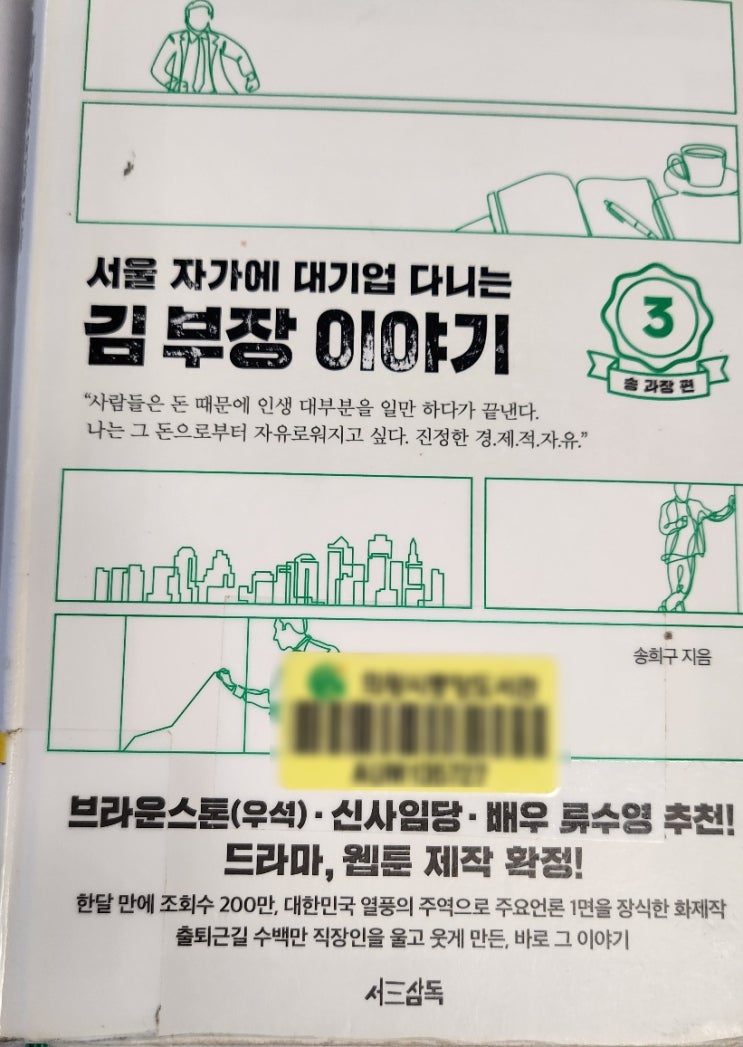 서울 자가에 대기업 다니는
김 부장 이야기
3
송 과장 편
“사람들은 돈 때문에 인생 대부분을 일만 하다가 끝낸다.
나는 그 돈으로부터 자유로워지고 싶다. 진정한 경.제.적.자.유.”
송희구 지음
브라운스톤(우석)·신사임당·배우 류수영 추천!
드라마, 웹툰 제작 확정!
한달 만에 조회수 200만, 대한민국 열풍의 주역으로 주요언론 1면을 장식한 화제작
출퇴근길 수백만 직장인을 울고 웃게 만든, 바로 그 이야기
서삼독